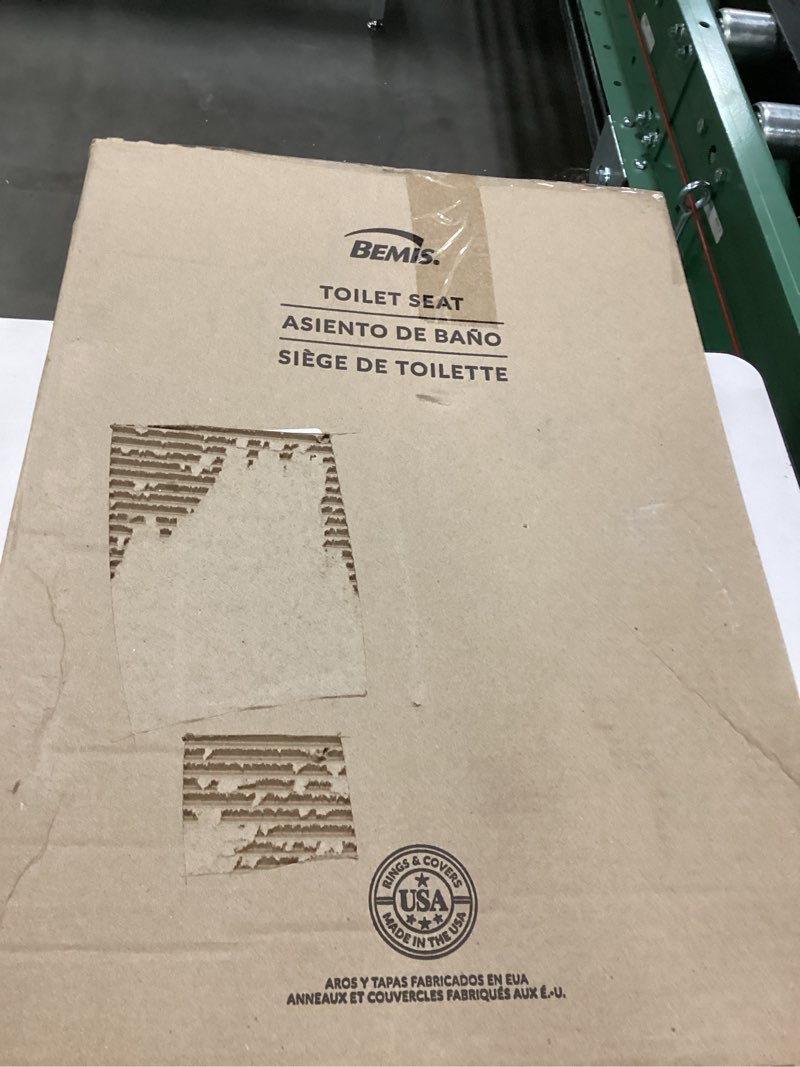 BEMIS.
TOILET SEAT
ASIENTO DE BAÑO
SIÈGE DE TOILETTE
RINGS & COVERS
USA
MADE IN THE USA
AROS Y TAPAS FABRICADOS EN EUA
ANNEAUX ET COUVERCLES FABRIQUÉS AUX É.-U.